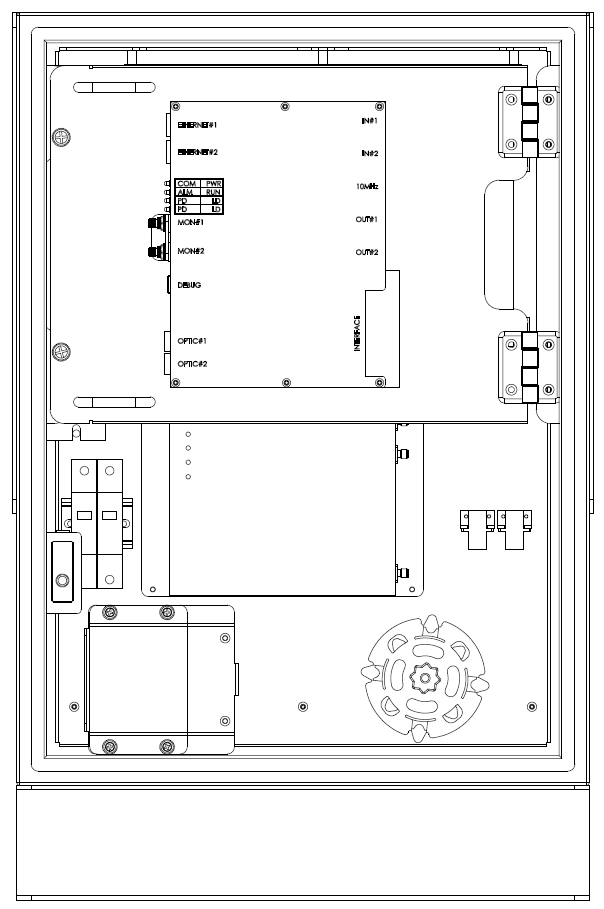 ETHERNET#1
IN#1
ETHERNET#2
IN#2
COM PWR
ALM RUN
PD LD
PD LD
10MHz
MON#1
OUT#1
MON#2
OUT#2
DEBUG
INTERFACE
OPTIC#1
OPTIC#2